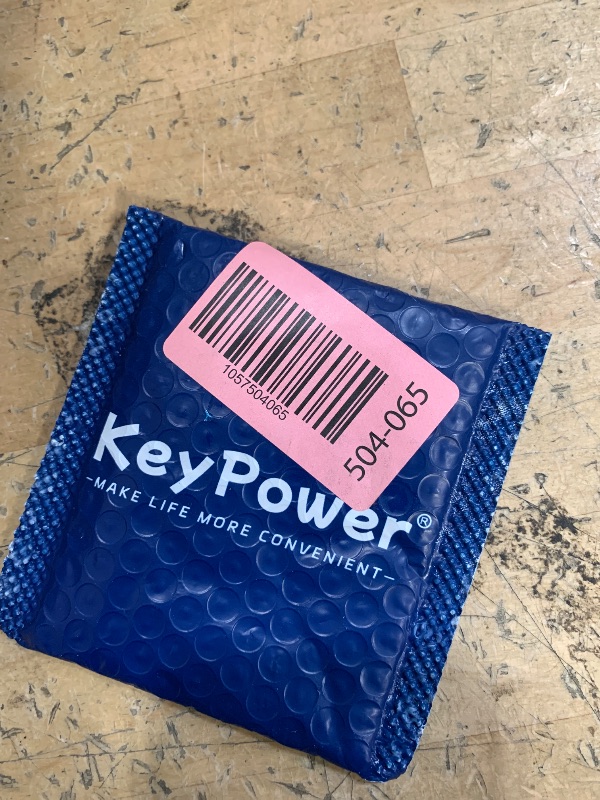 1057504065
504-065
KeyPower®
-MAKE LIFE MORE CONVENIENT-